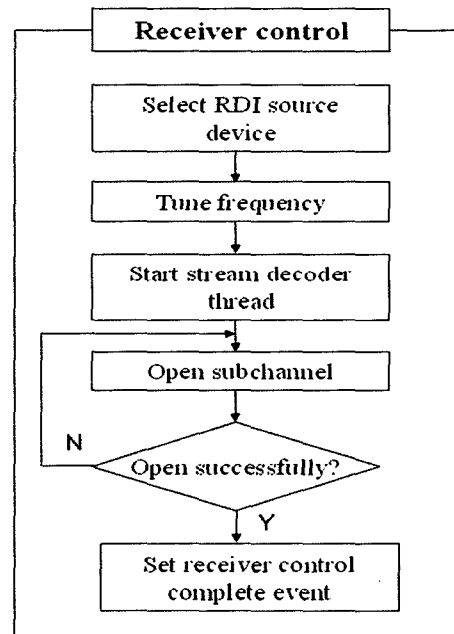 Receiver control
Select RDI source
device
Tune frequency
Start stream decoder
thread
Open subchannel
Open successfully?
N
Y
Set receiver control
complete event